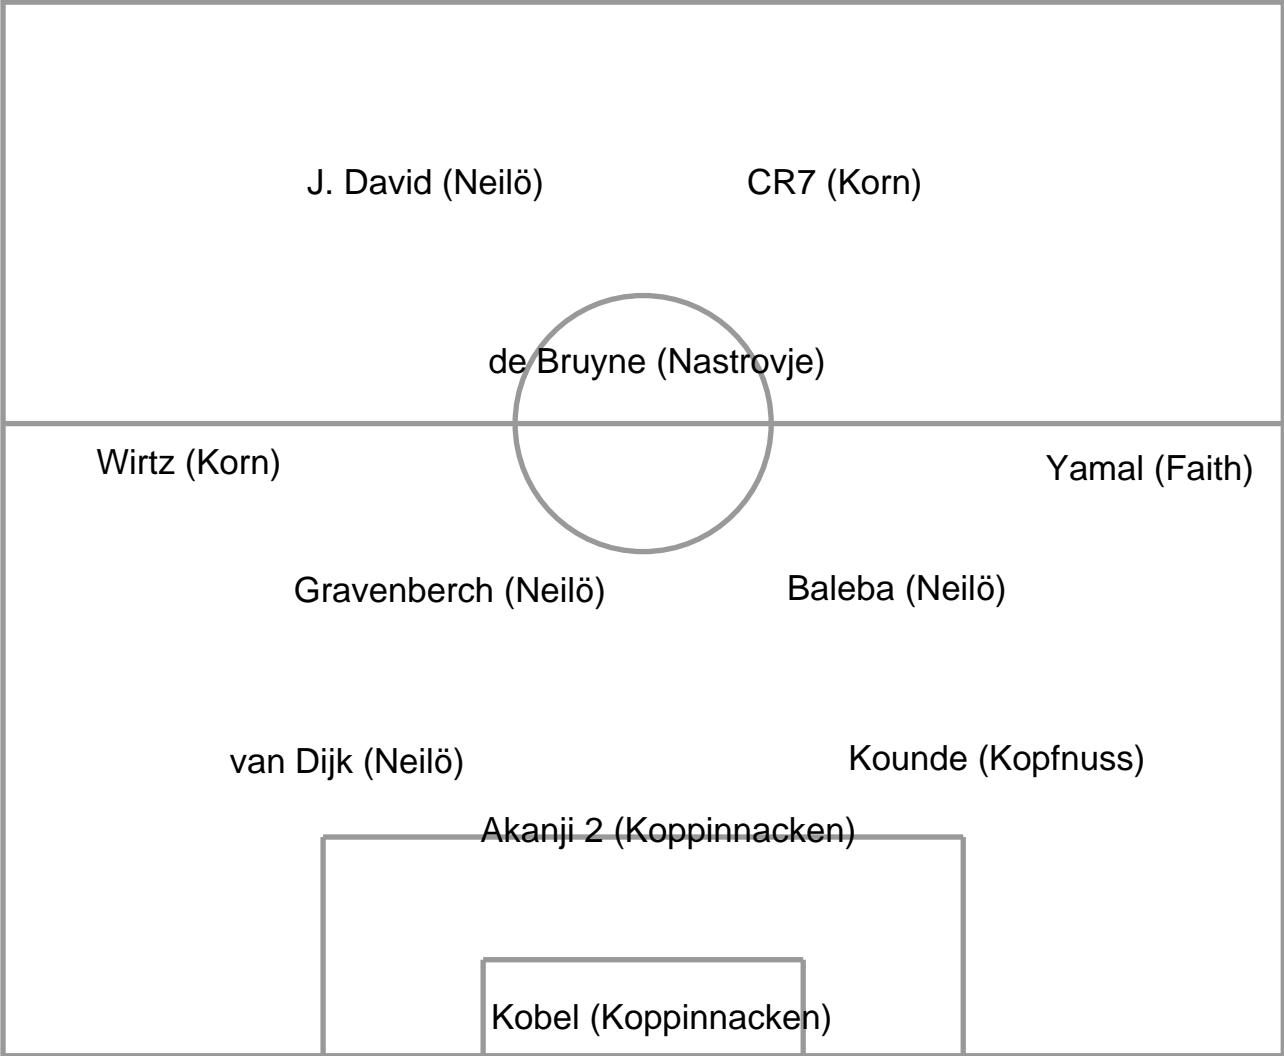 J. David (Neilö)
CR7 (Korn)
de Bruyne (Nastrovje)
Wirtz (Korn)
Yamal (Faith)
Gravenberch (Neilö)
Baleba (Neilö)
van Dijk (Neilö)
Kounde (Kopfnuss)
Akanji 2 (Koppinnacken)
Kobel (Koppinnacken)